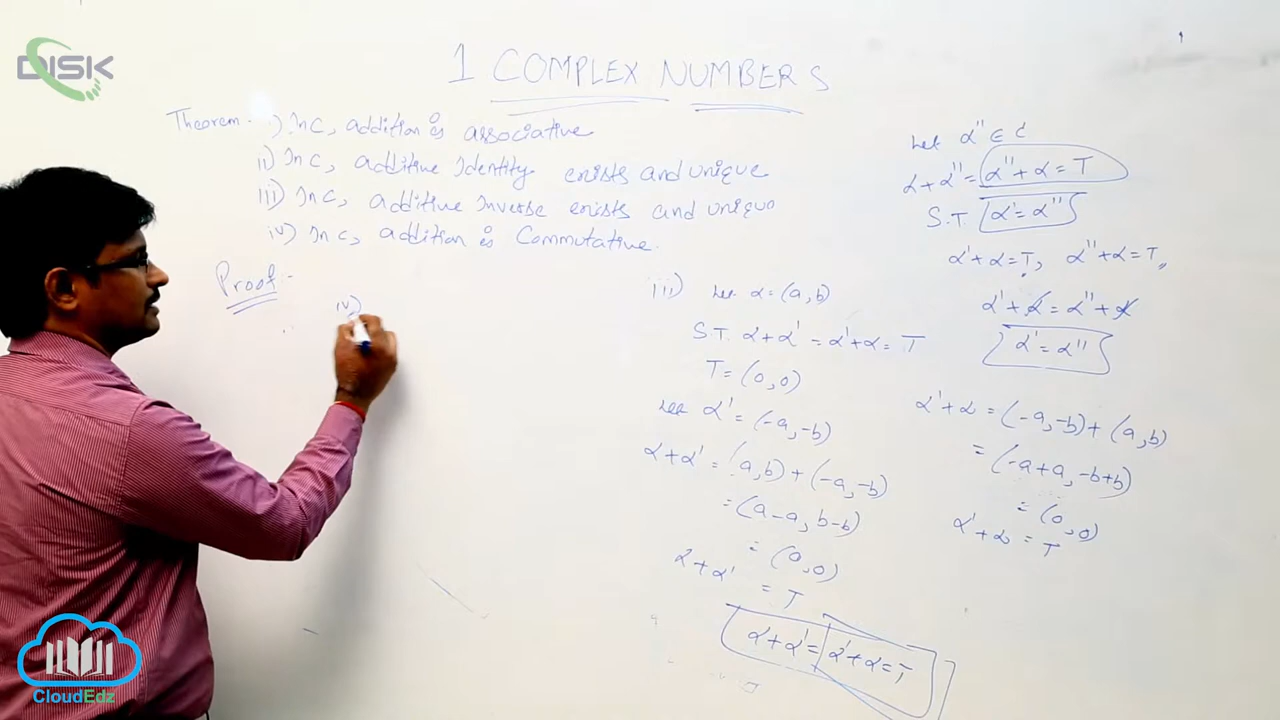 DISK
1 COMPLEX NUMBERS
Theorem - i) In C, addition is associative
ii) In C, additive Identity exists and unique
iii) In C, additive Inverse exists and unique
iv) In C, addition is Commutative.
Proof :-
iv)
iii) Let α = (a, b)
S.T. α + α' = α' + α = T
T = (0, 0)
Let α' = (-a, -b)
α + α' = (a, b) + (-a, -b)
= (a - a, b - b)
= (0, 0)
α + α' = T
α + α' = α' + α = T
Let α'' ∈ C
α + α'' = α'' + α = T
S.T α' = α''
α' + α = T, α'' + α = T
α' + α = α'' + α
α' = α''
α' + α = (-a, -b) + (a, b)
= (-a + a, -b + b)
= (0, 0)
α' + α = T
CloudEdz